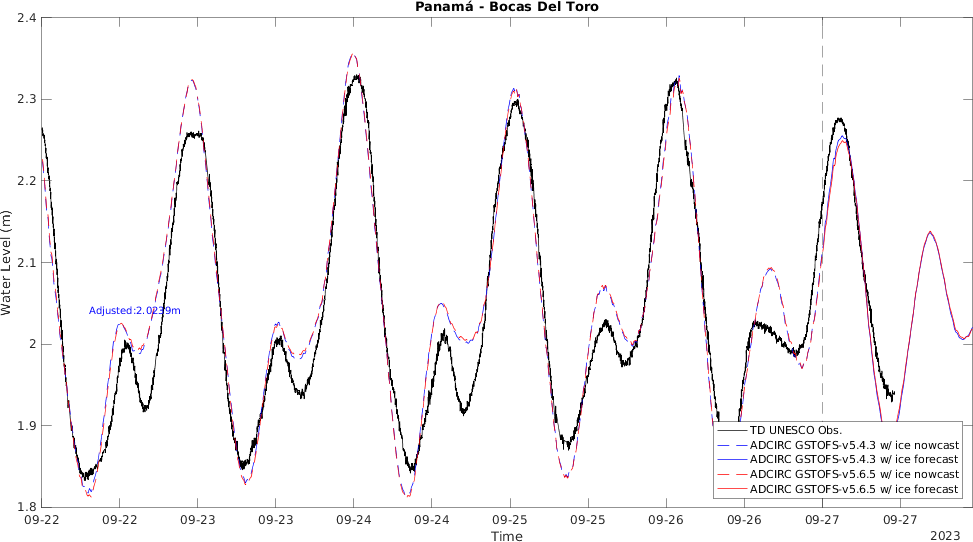 Panamá - Bocas Del Toro
2.4
2.3
2.2
2.1
2
1.9
1.8
Water Level (m)
Adjusted:2.0239m
TD UNESCO Obs.
ADCIRC GSTOFS-v5.4.3 w/ ice nowcast
ADCIRC GSTOFS-v5.4.3 w/ ice forecast
ADCIRC GSTOFS-v5.6.5 w/ ice nowcast
ADCIRC GSTOFS-v5.6.5 w/ ice forecast
09-22 09-22 09-23 09-23 09-24 09-24 09-25 09-25 09-26 09-26 09-27 09-27
Time
2023